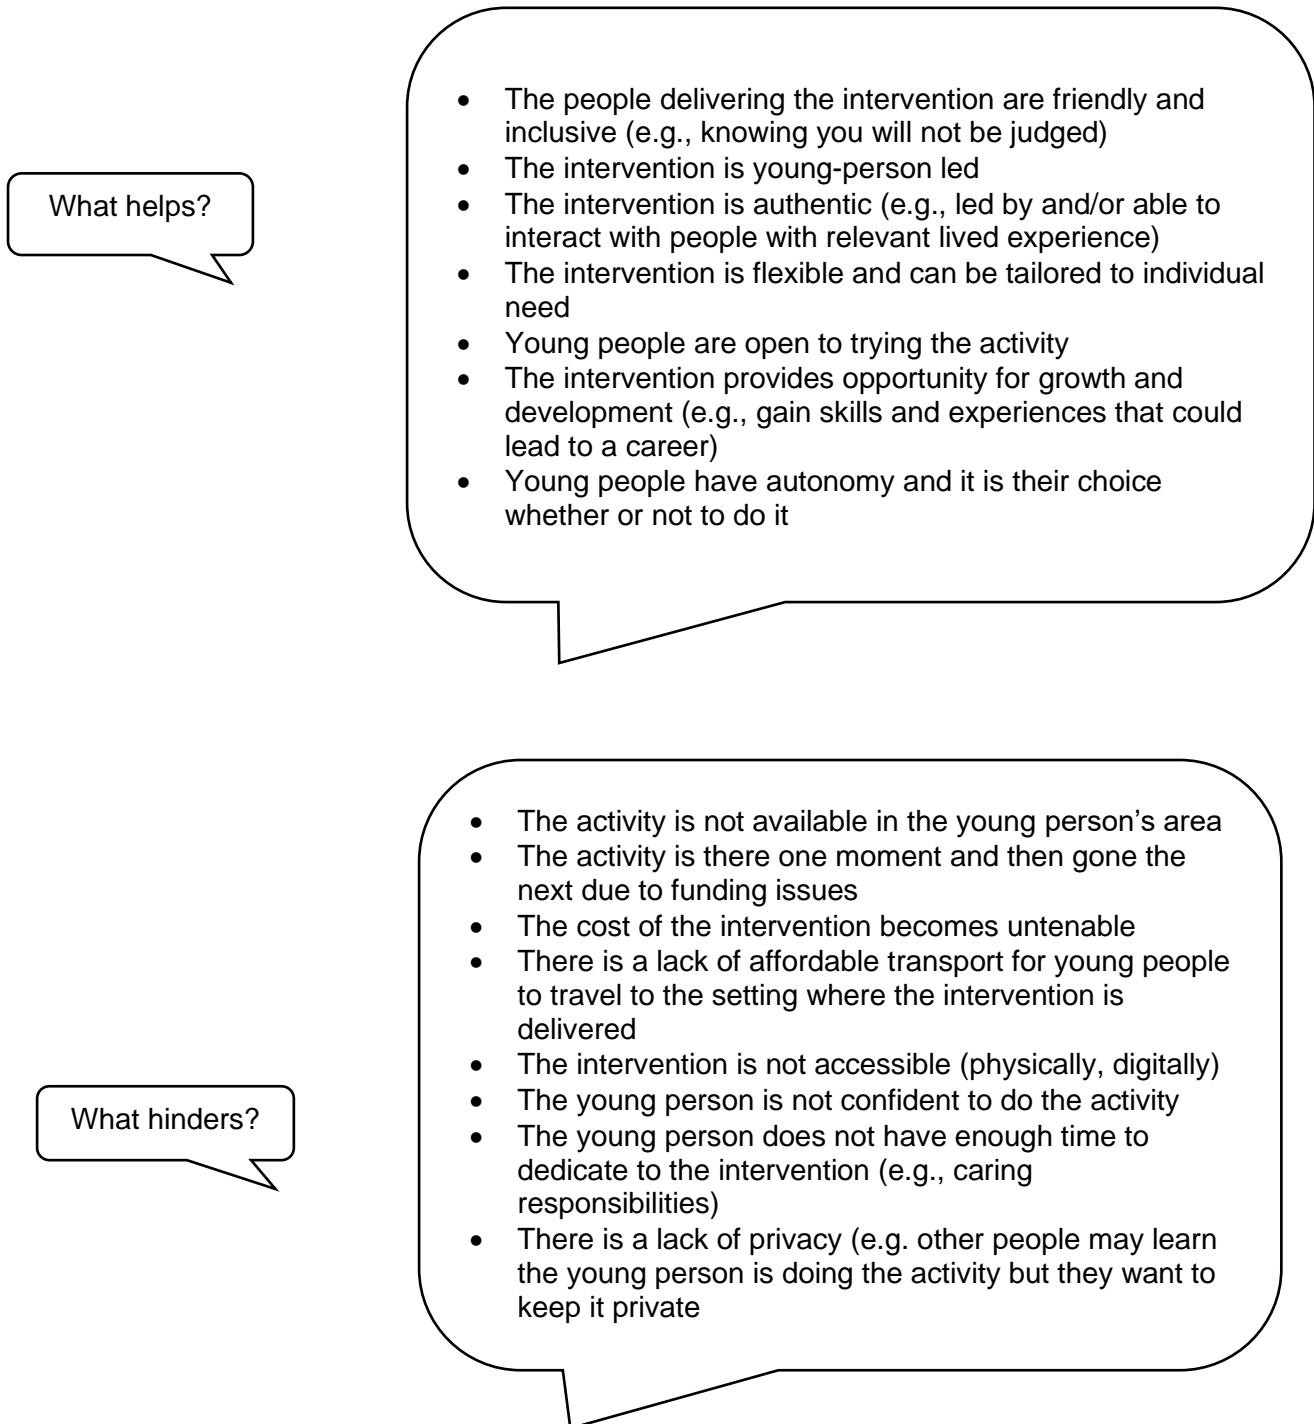 What helps?
• The people delivering the intervention are friendly and
inclusive (e.g., knowing you will not be judged)
• The intervention is young-person led
• The intervention is authentic (e.g., led by and/or able to
interact with people with relevant lived experience)
• The intervention is flexible and can be tailored to individual
need
• Young people are open to trying the activity
• The intervention provides opportunity for growth and
development (e.g., gain skills and experiences that could
lead to a career)
• Young people have autonomy and it is their choice
whether or not to do it
What hinders?
• The activity is not available in the young person’s area
• The activity is there one moment and then gone the
next due to funding issues
• The cost of the intervention becomes untenable
• There is a lack of affordable transport for young people
to travel to the setting where the intervention is
delivered
• The intervention is not accessible (physically, digitally)
• The young person is not confident to do the activity
• The young person does not have enough time to
dedicate to the intervention (e.g., caring
responsibilities)
• There is a lack of privacy (e.g. other people may learn
the young person is doing the activity but they want to
keep it private